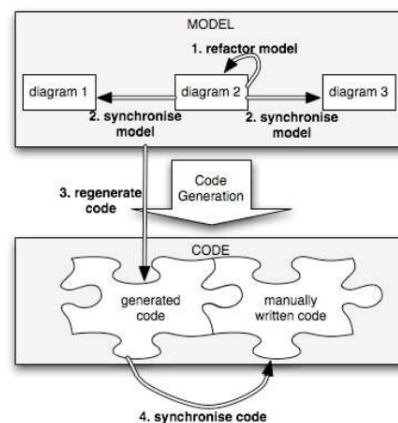 MODEL
1. refactor model
diagram 1
diagram 2
diagram 3
2. synchronise
model
2. synchronise
model
3. regenerate
code
Code
Generation
CODE
generated
code
manually
written code
4. synchronise code